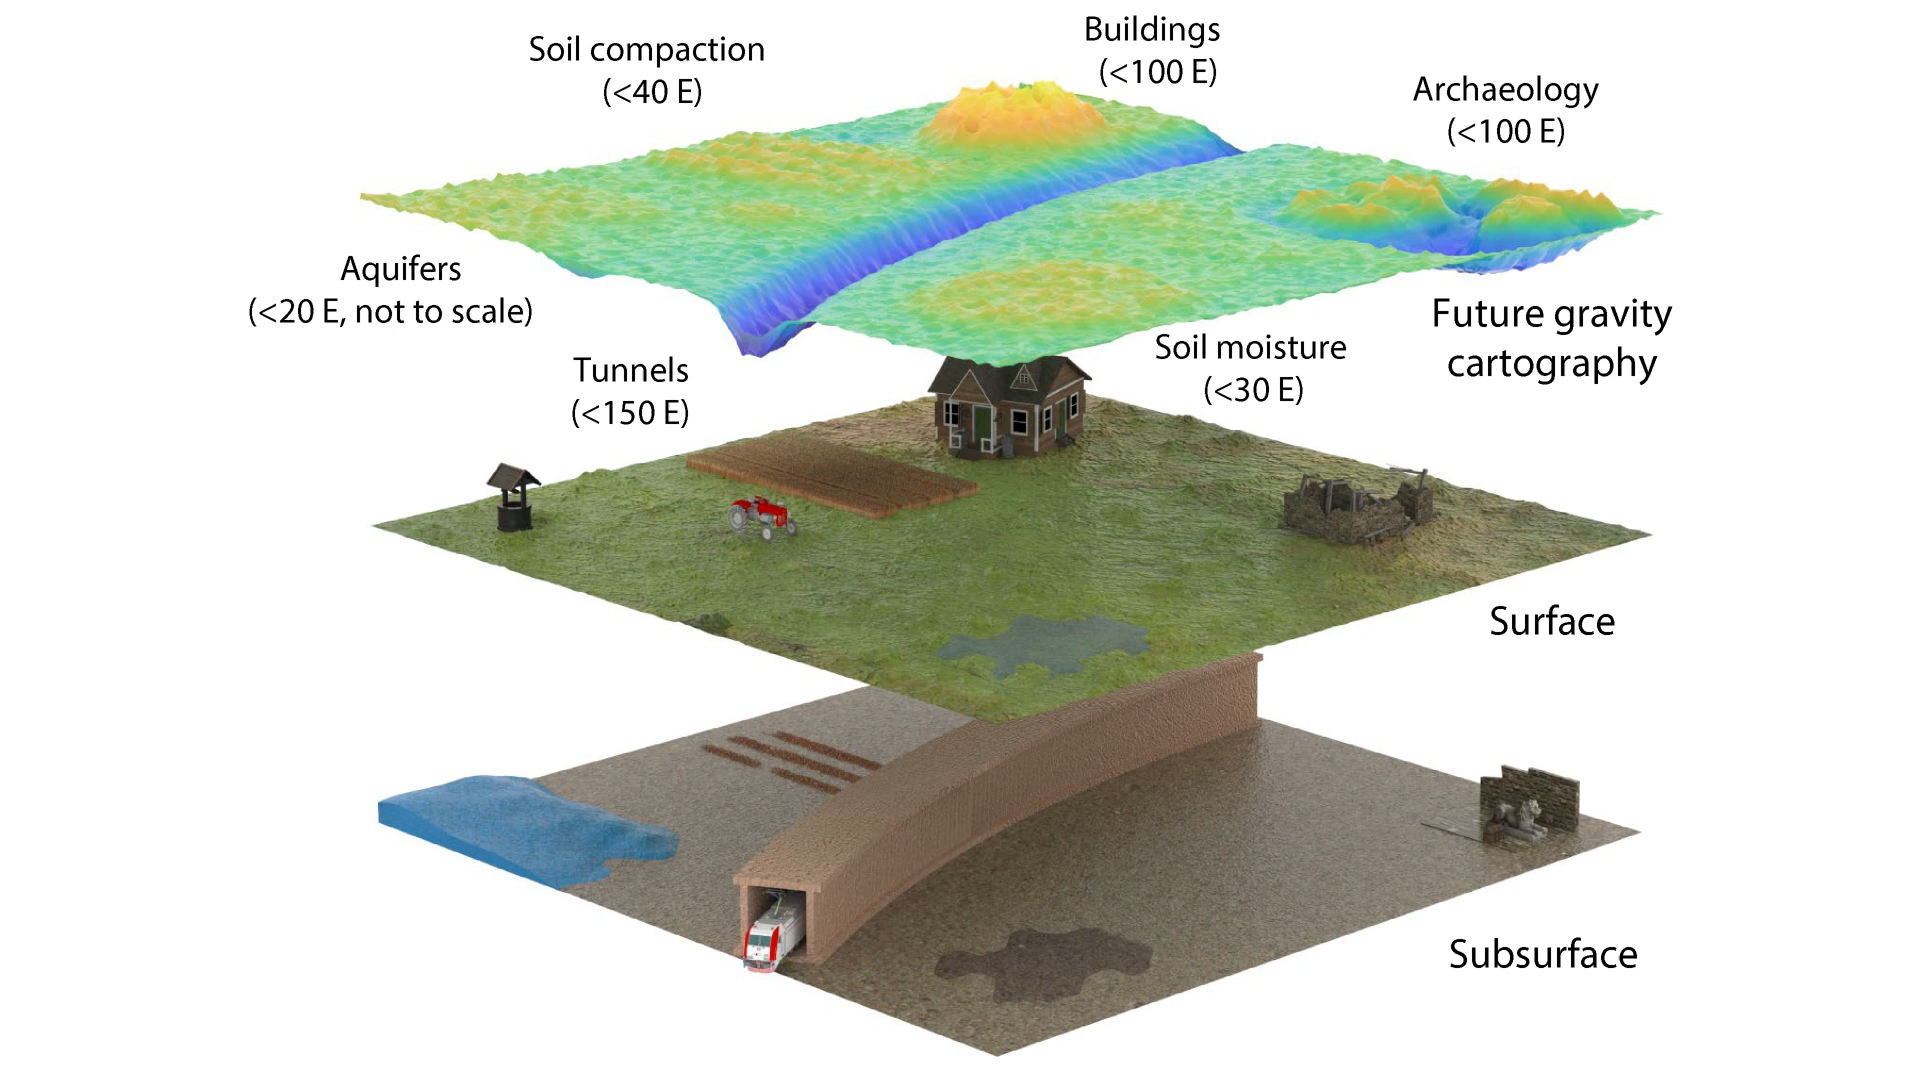 Soil compaction
(<40 E)
Buildings
(<100 E)
Archaeology
(<100 E)
Aquifers
(<20 E, not to scale)
Tunnels
(<150 E)
Soil moisture
(<30 E)
Future gravity
cartography
Surface
Subsurface